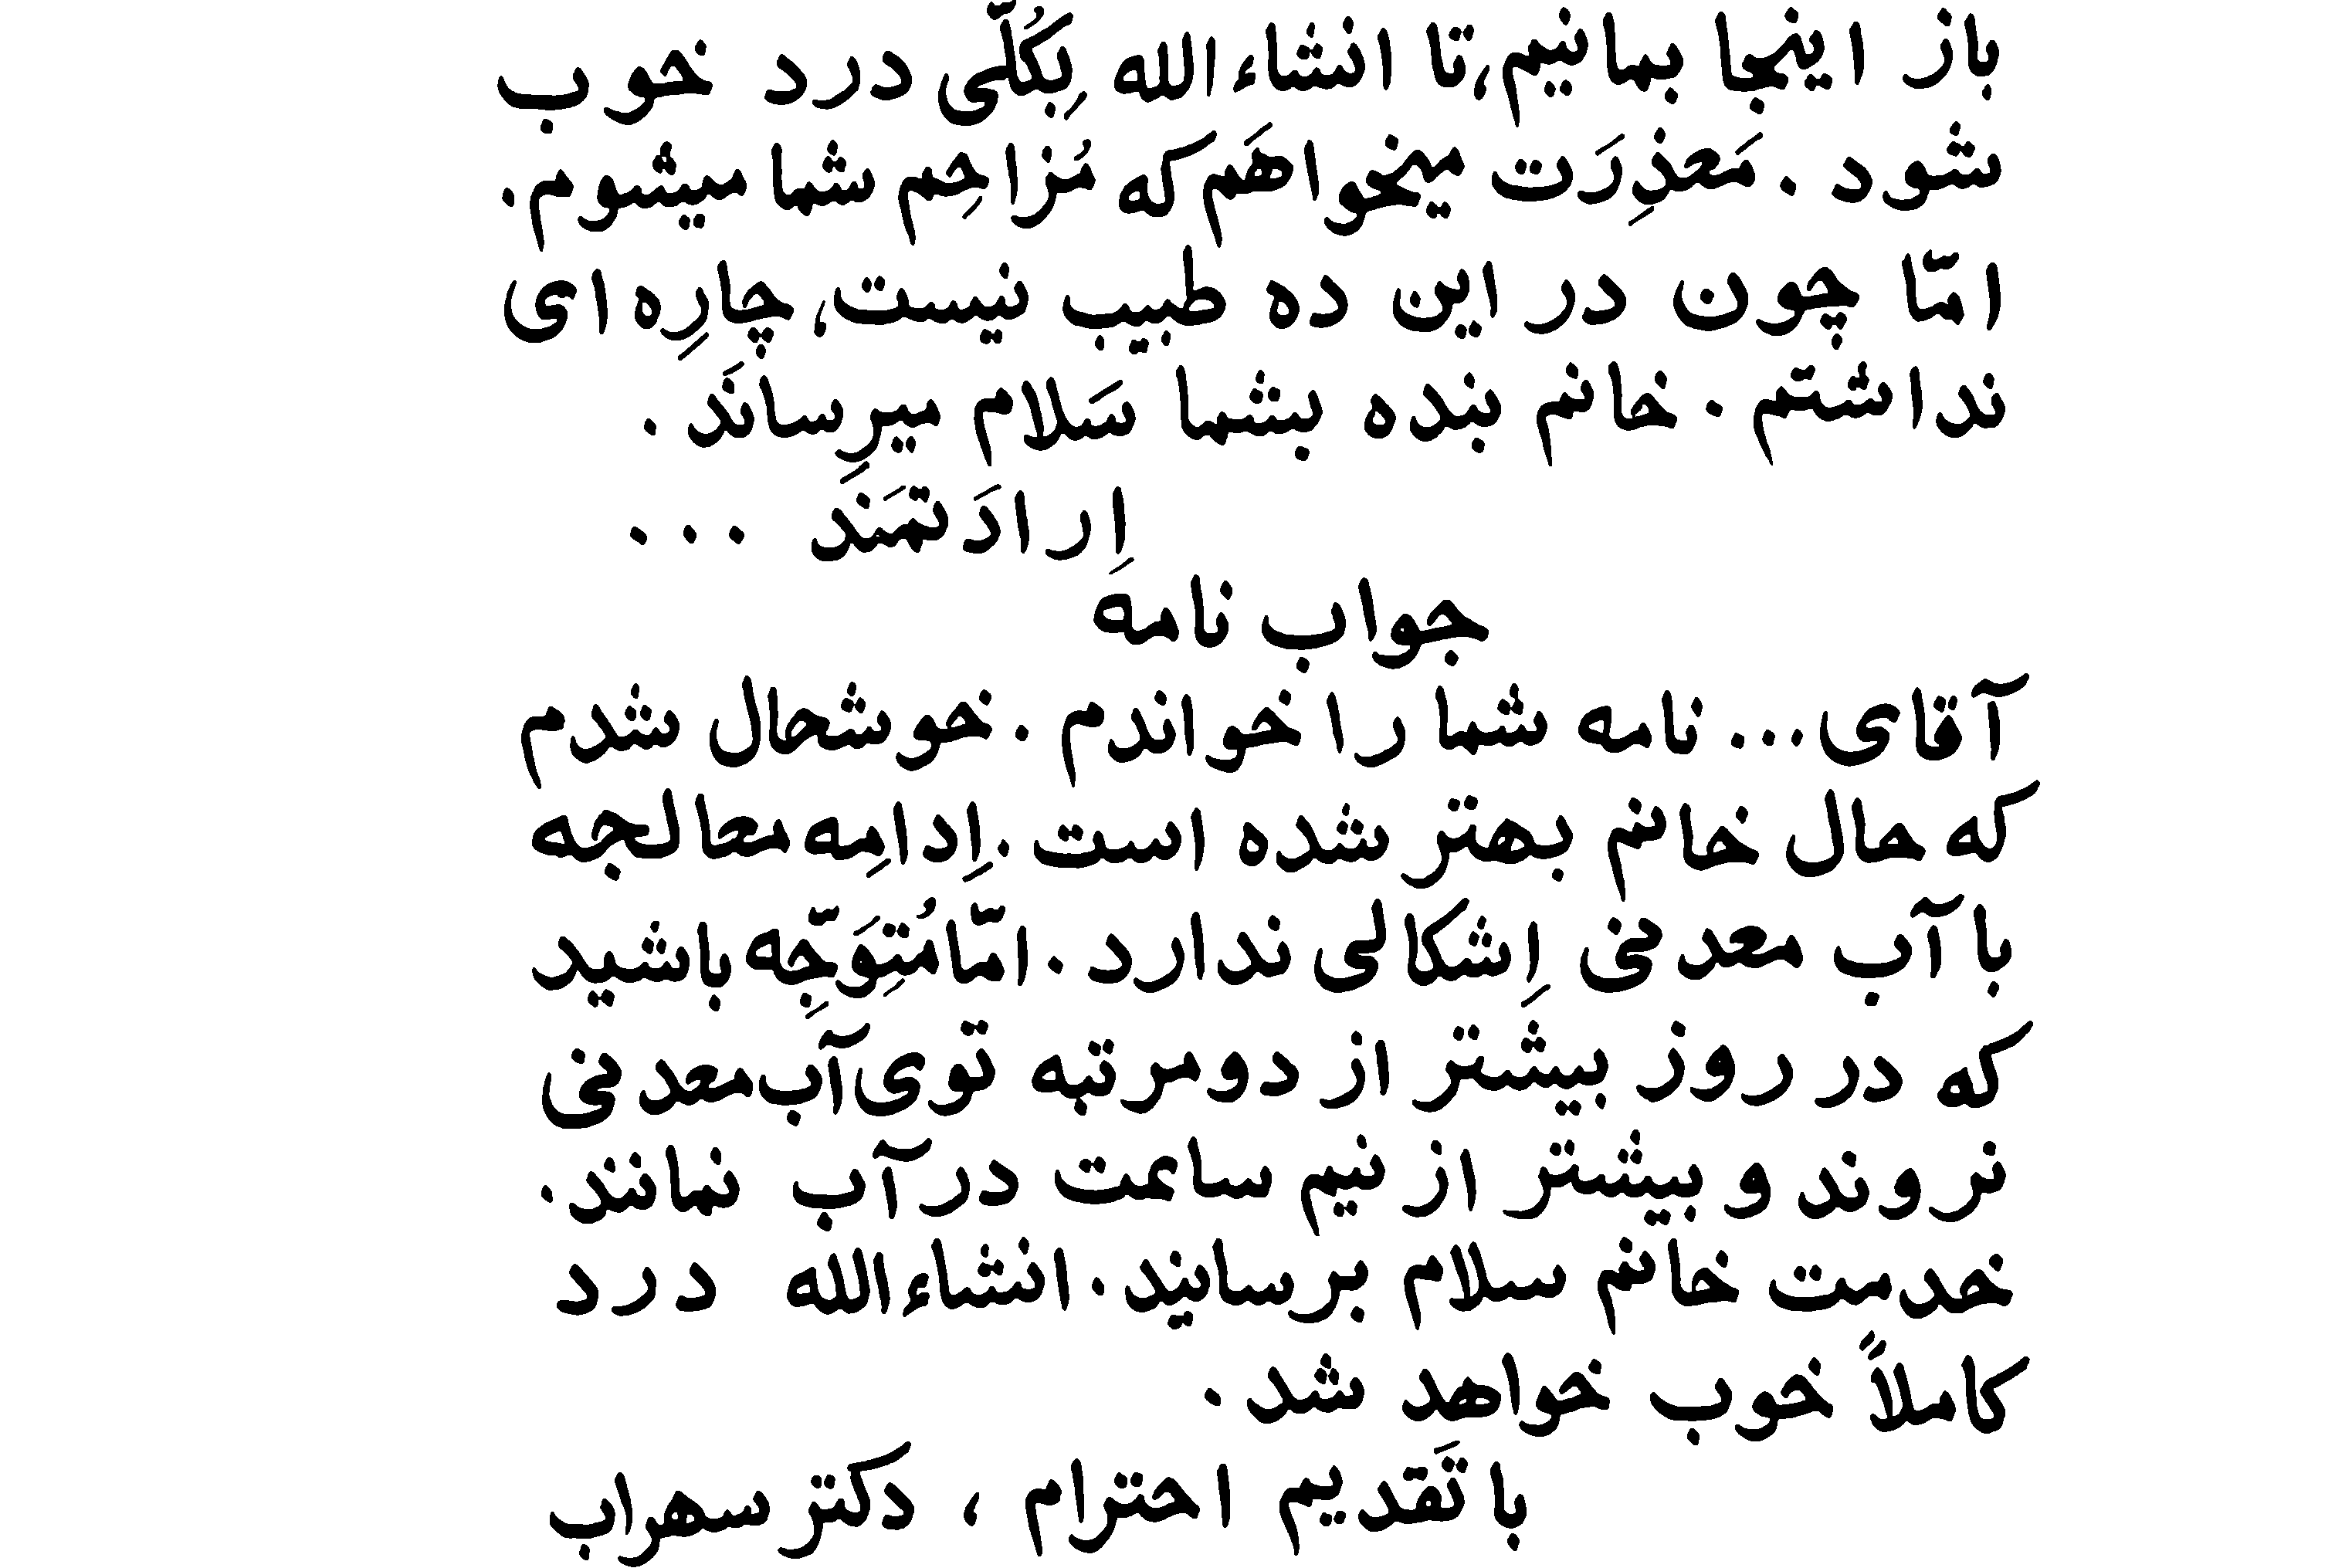 باز اینجا بمانیم، تا انشاءالله بِکُلّی درد خوب
شود. مَعذِرَت میخواهَم که مُزاحِم شما میشوم.
امّا چون در این ده طبیب نیست، چارِه ای
نداشتم. خانم بنده بشما سَلام میرسانَد.
اِرادَتمَند ...
جواب نامه
آقای... نامه شما را خواندم. خوشحال شدم
که حال خانم بهتر شده است. اِدامِه معالجه
با آب معدنی اِشکالی ندارد. امّا مُتِوَجِّه باشید
که در روز بیشتر از دومرتبه توی آب معدنی
نروند و بیشتر از نیم ساعت در آب نمانند.
خدمت خانم سلام برسانید. انشاءالله درد
کاملاً خوب خواهد شد.
با تَقدیم احترام، دکتر سهراب